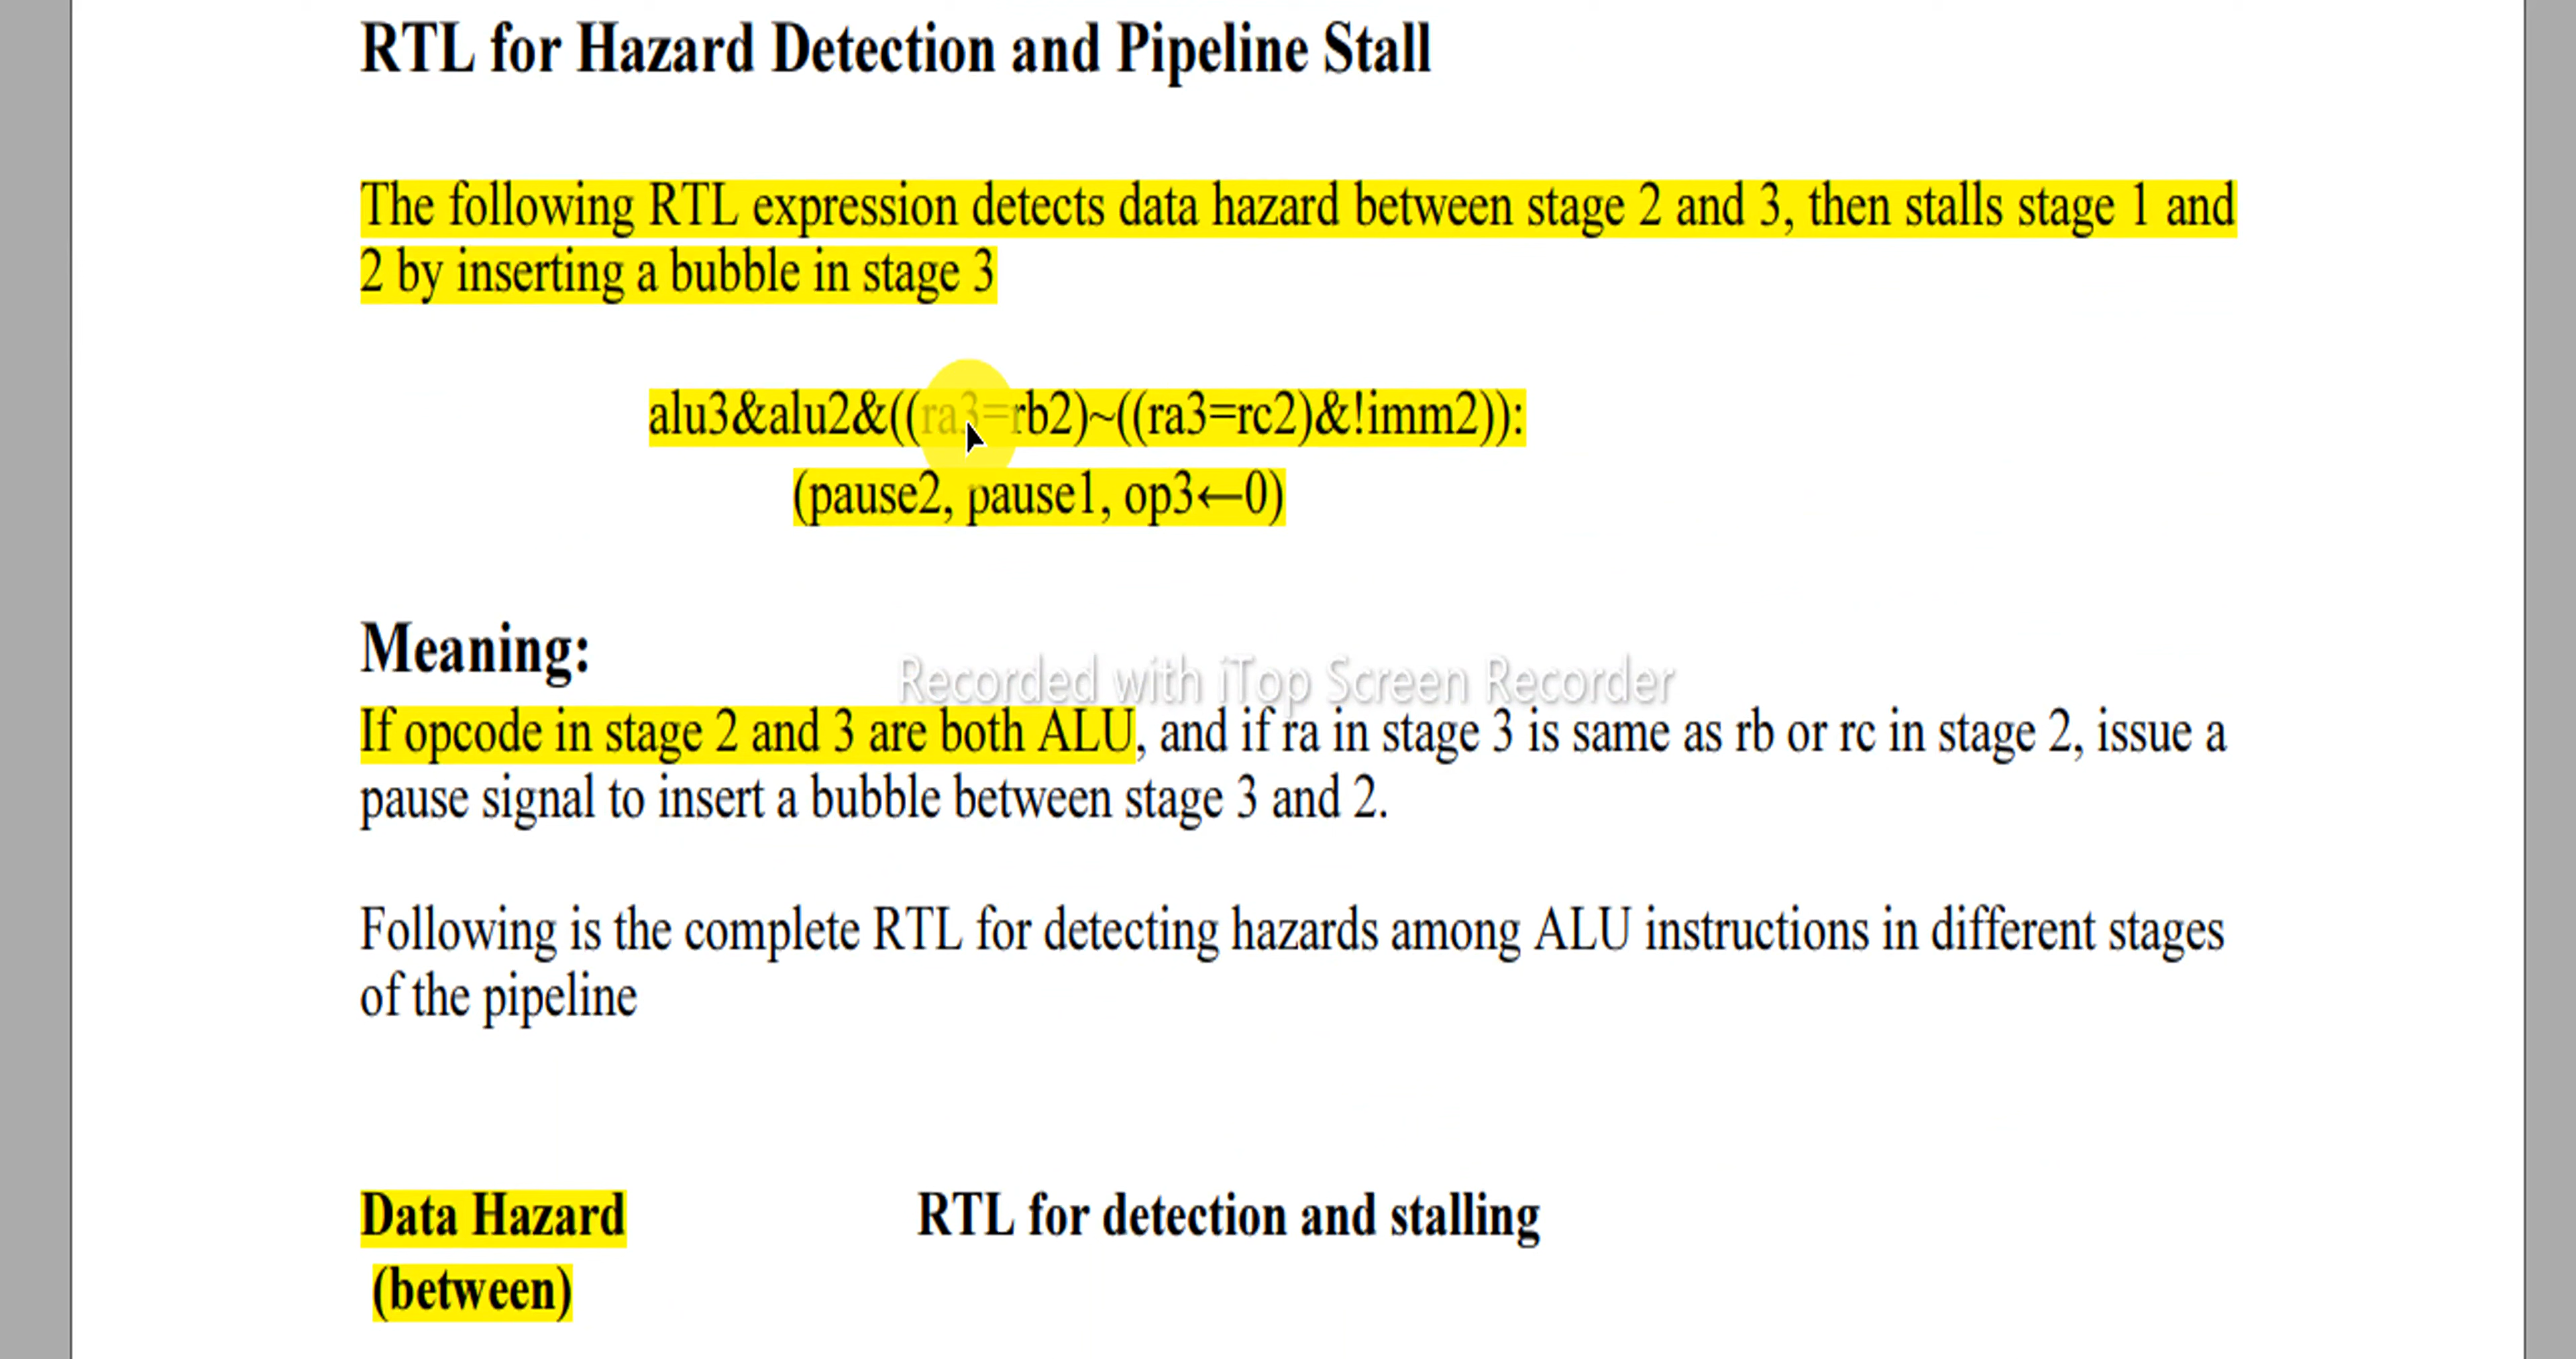 RTL for Hazard Detection and Pipeline Stall
The following RTL expression detects data hazard between stage 2 and 3, then stalls stage 1 and
2 by inserting a bubble in stage 3
alu3&alu2&((ra3=rb2)~((ra3=rc2)&!imm2)):
(pause2, pause1, op3←0)
Meaning:
Recorded with iTop Screen Recorder
If opcode in stage 2 and 3 are both ALU, and if ra in stage 3 is same as rb or rc in stage 2, issue a
pause signal to insert a bubble between stage 3 and 2.
Following is the complete RTL for detecting hazards among ALU instructions in different stages
of the pipeline
Data Hazard RTL for detection and stalling
(between)